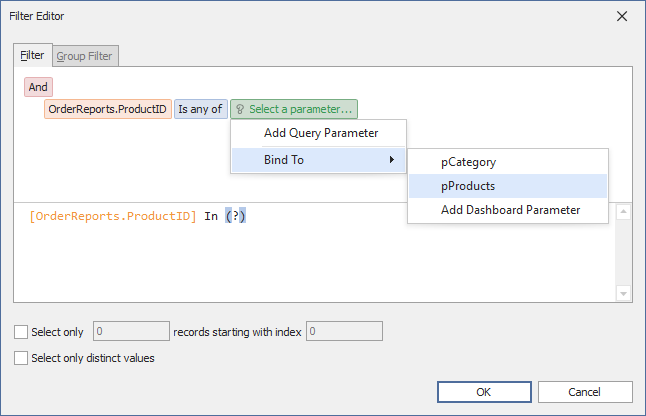 Filter Editor
Filter
Group Filter
And
OrderReports.ProductID Is any of Select a parameter...
Add Query Parameter
Bind To
pCategory
pProducts
Add Dashboard Parameter
[OrderReports.ProductID] In (?)
Select only 0 records starting with index 0
Select only distinct values
OK Cancel